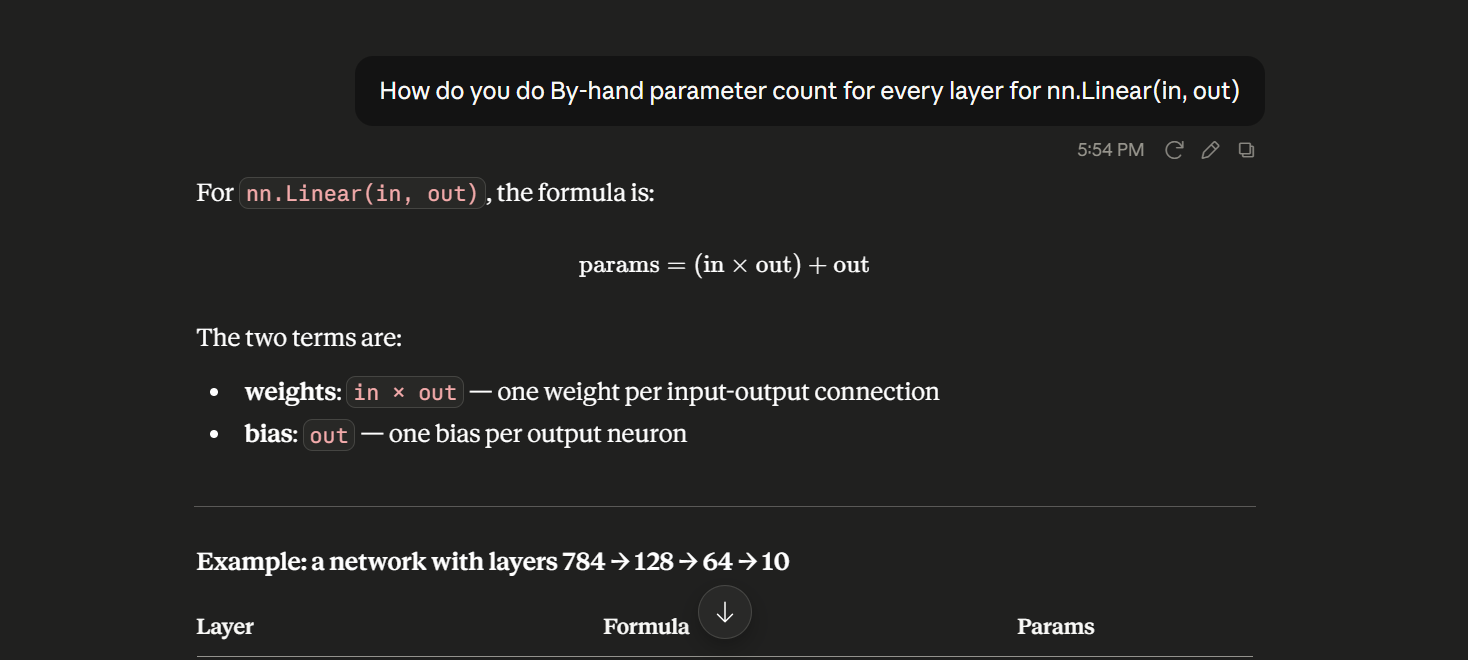 How do you do By-hand parameter count for every layer for nn.Linear(in, out)
5:54 PM
For nn.Linear(in, out), the formula is:
params = (in × out) + out
The two terms are:
• weights: in × out — one weight per input-output connection
• bias: out — one bias per output neuron
Example: a network with layers 784 → 128 → 64 → 10
Layer Formula Params